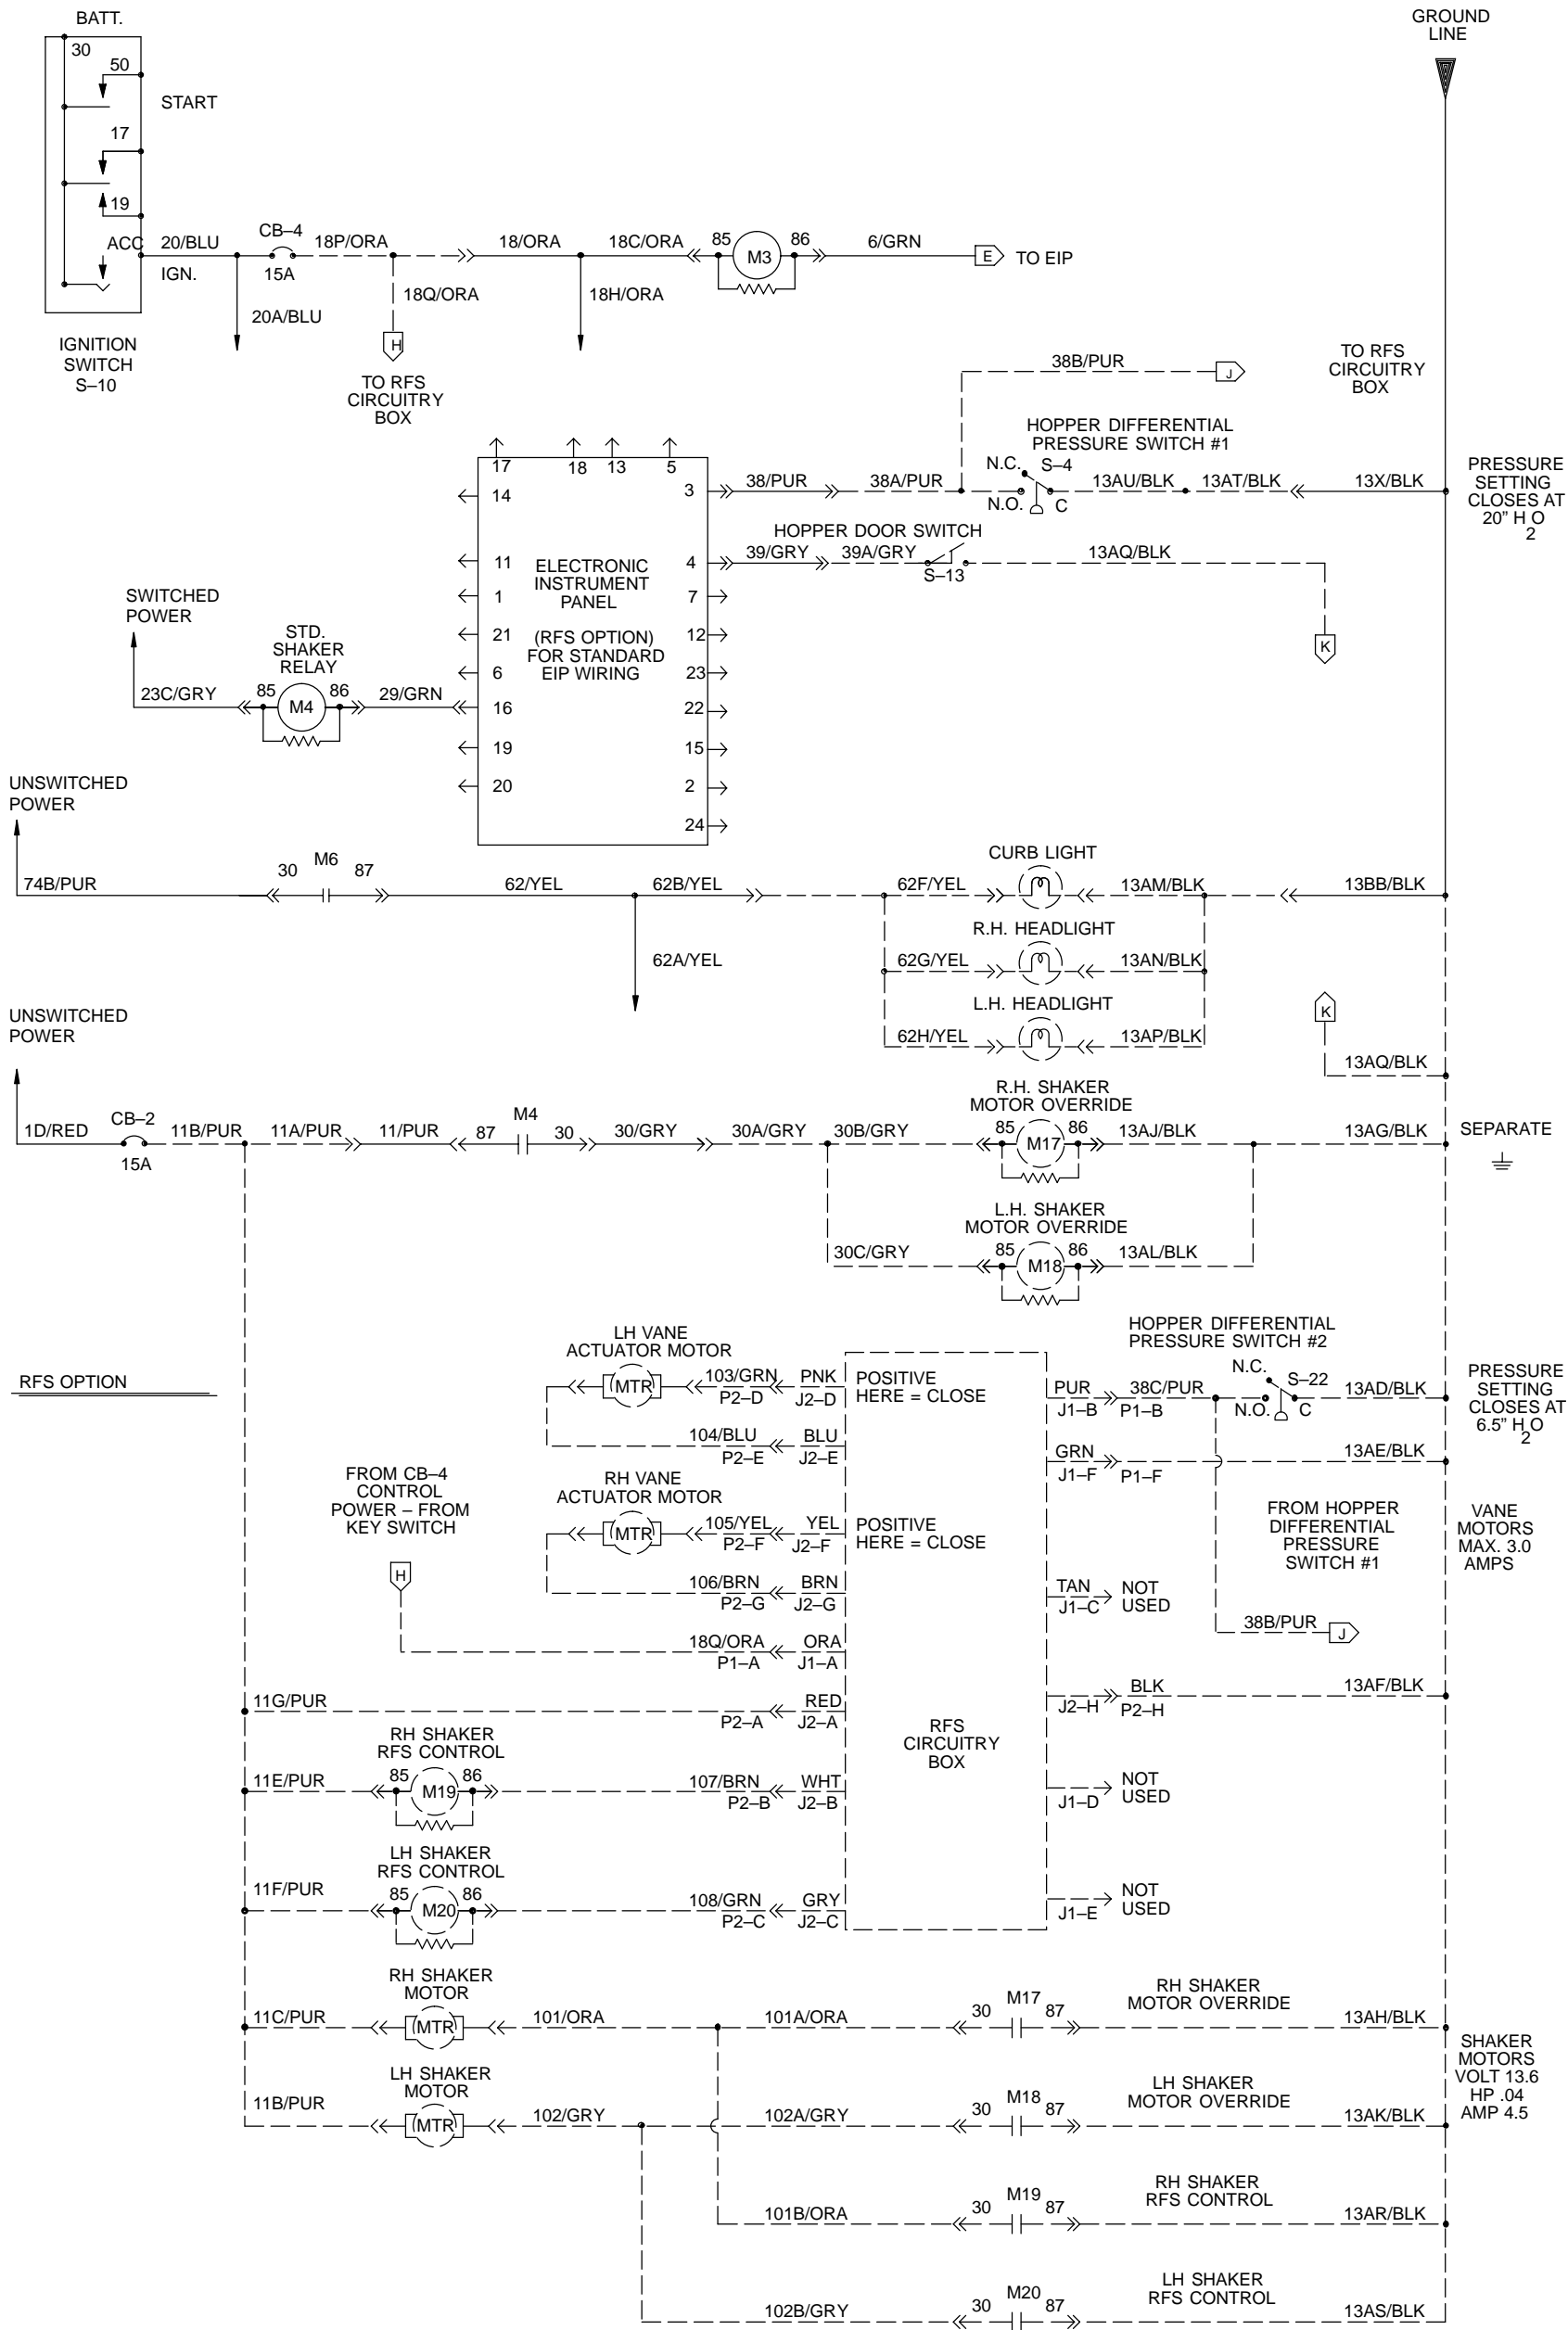 BATT.
GROUND
LINE
30
50
START
17
19
ACC
20/BLU
IGN.
CB–4
15A
18P/ORA
18/ORA
18C/ORA
85
M3
86
6/GRN
E
TO EIP
20A/BLU
18Q/ORA
18H/ORA
IGNITION
SWITCH
S–10
H
TO RFS
CIRCUITRY
BOX
38B/PUR
J
TO RFS
CIRCUITRY
BOX
HOPPER DIFFERENTIAL
PRESSURE SWITCH #1
17
18
13
5
14
3
38/PUR
38A/PUR
N.C.
S–4
N.O.
C
13AU/BLK
13AT/BLK
13X/BLK
PRESSURE
SETTING
CLOSES AT
20" H O
2
HOPPER DOOR SWITCH
11
4
39/GRY
39A/GRY
S–13
13AQ/BLK
K
ELECTRONIC
INSTRUMENT
PANEL
(RFS OPTION)
FOR STANDARD
EIP WIRING
1
7
21
12
6
23
16
22
19
15
20
2
24
SWITCHED
POWER
STD.
SHAKER
RELAY
23C/GRY
85
M4
86
29/GRN
UNSWITCHED
POWER
74B/PUR
30
M6
87
62/YEL
62B/YEL
62A/YEL
CURB LIGHT
62F/YEL
13AM/BLK
13BB/BLK
R.H. HEADLIGHT
62G/YEL
13AN/BLK
L.H. HEADLIGHT
62H/YEL
13AP/BLK
K
13AQ/BLK
UNSWITCHED
POWER
1D/RED
CB–2
15A
11B/PUR
11A/PUR
11/PUR
87
M4
30
30/GRY
30A/GRY
30B/GRY
R.H. SHAKER
MOTOR OVERRIDE
85
M17
86
13AJ/BLK
13AG/BLK
SEPARATE
L.H. SHAKER
MOTOR OVERRIDE
30C/GRY
85
M18
86
13AL/BLK
RFS OPTION
LH VANE
ACTUATOR MOTOR
MTR
103/GRN
P2–D
PNK
J2–D
POSITIVE
HERE = CLOSE
104/BLU
P2–E
BLU
J2–E
HOPPER DIFFERENTIAL
PRESSURE SWITCH #2
PUR
J1–B
38C/PUR
P1–B
N.C.
S–22
N.O.
C
13AD/BLK
PRESSURE
SETTING
CLOSES AT
6.5" H O
2
GRN
J1–F
P1–F
13AE/BLK
FROM CB–4
CONTROL
POWER – FROM
KEY SWITCH
H
RH VANE
ACTUATOR MOTOR
MTR
105/YEL
P2–F
YEL
J2–F
POSITIVE
HERE = CLOSE
106/BRN
P2–G
BRN
J2–G
FROM HOPPER
DIFFERENTIAL
PRESSURE
SWITCH #1
VANE
MOTORS
MAX. 3.0
AMPS
TAN
J1–C
NOT
USED
38B/PUR
J
18Q/ORA
P1–A
ORA
J1–A
11G/PUR
P2–A
RED
J2–A
BLK
J2–H
P2–H
13AF/BLK
RFS
CIRCUITRY
BOX
RH SHAKER
RFS CONTROL
11E/PUR
85
M19
86
107/BRN
P2–B
WHT
J2–B
J1–D
NOT
USED
LH SHAKER
RFS CONTROL
11F/PUR
85
M20
86
108/GRN
P2–C
GRY
J2–C
J1–E
NOT
USED
RH SHAKER
MOTOR
11C/PUR
MTR
101/ORA
101A/ORA
30
M17
87
RH SHAKER
MOTOR OVERRIDE
13AH/BLK
SHAKER
MOTORS
VOLT 13.6
HP .04
AMP 4.5
LH SHAKER
MOTOR
11B/PUR
MTR
102/GRY
102A/GRY
30
M18
87
LH SHAKER
MOTOR OVERRIDE
13AK/BLK
101B/ORA
30
M19
87
RH SHAKER
RFS CONTROL
13AR/BLK
102B/GRY
30
M20
87
LH SHAKER
RFS CONTROL
13AS/BLK